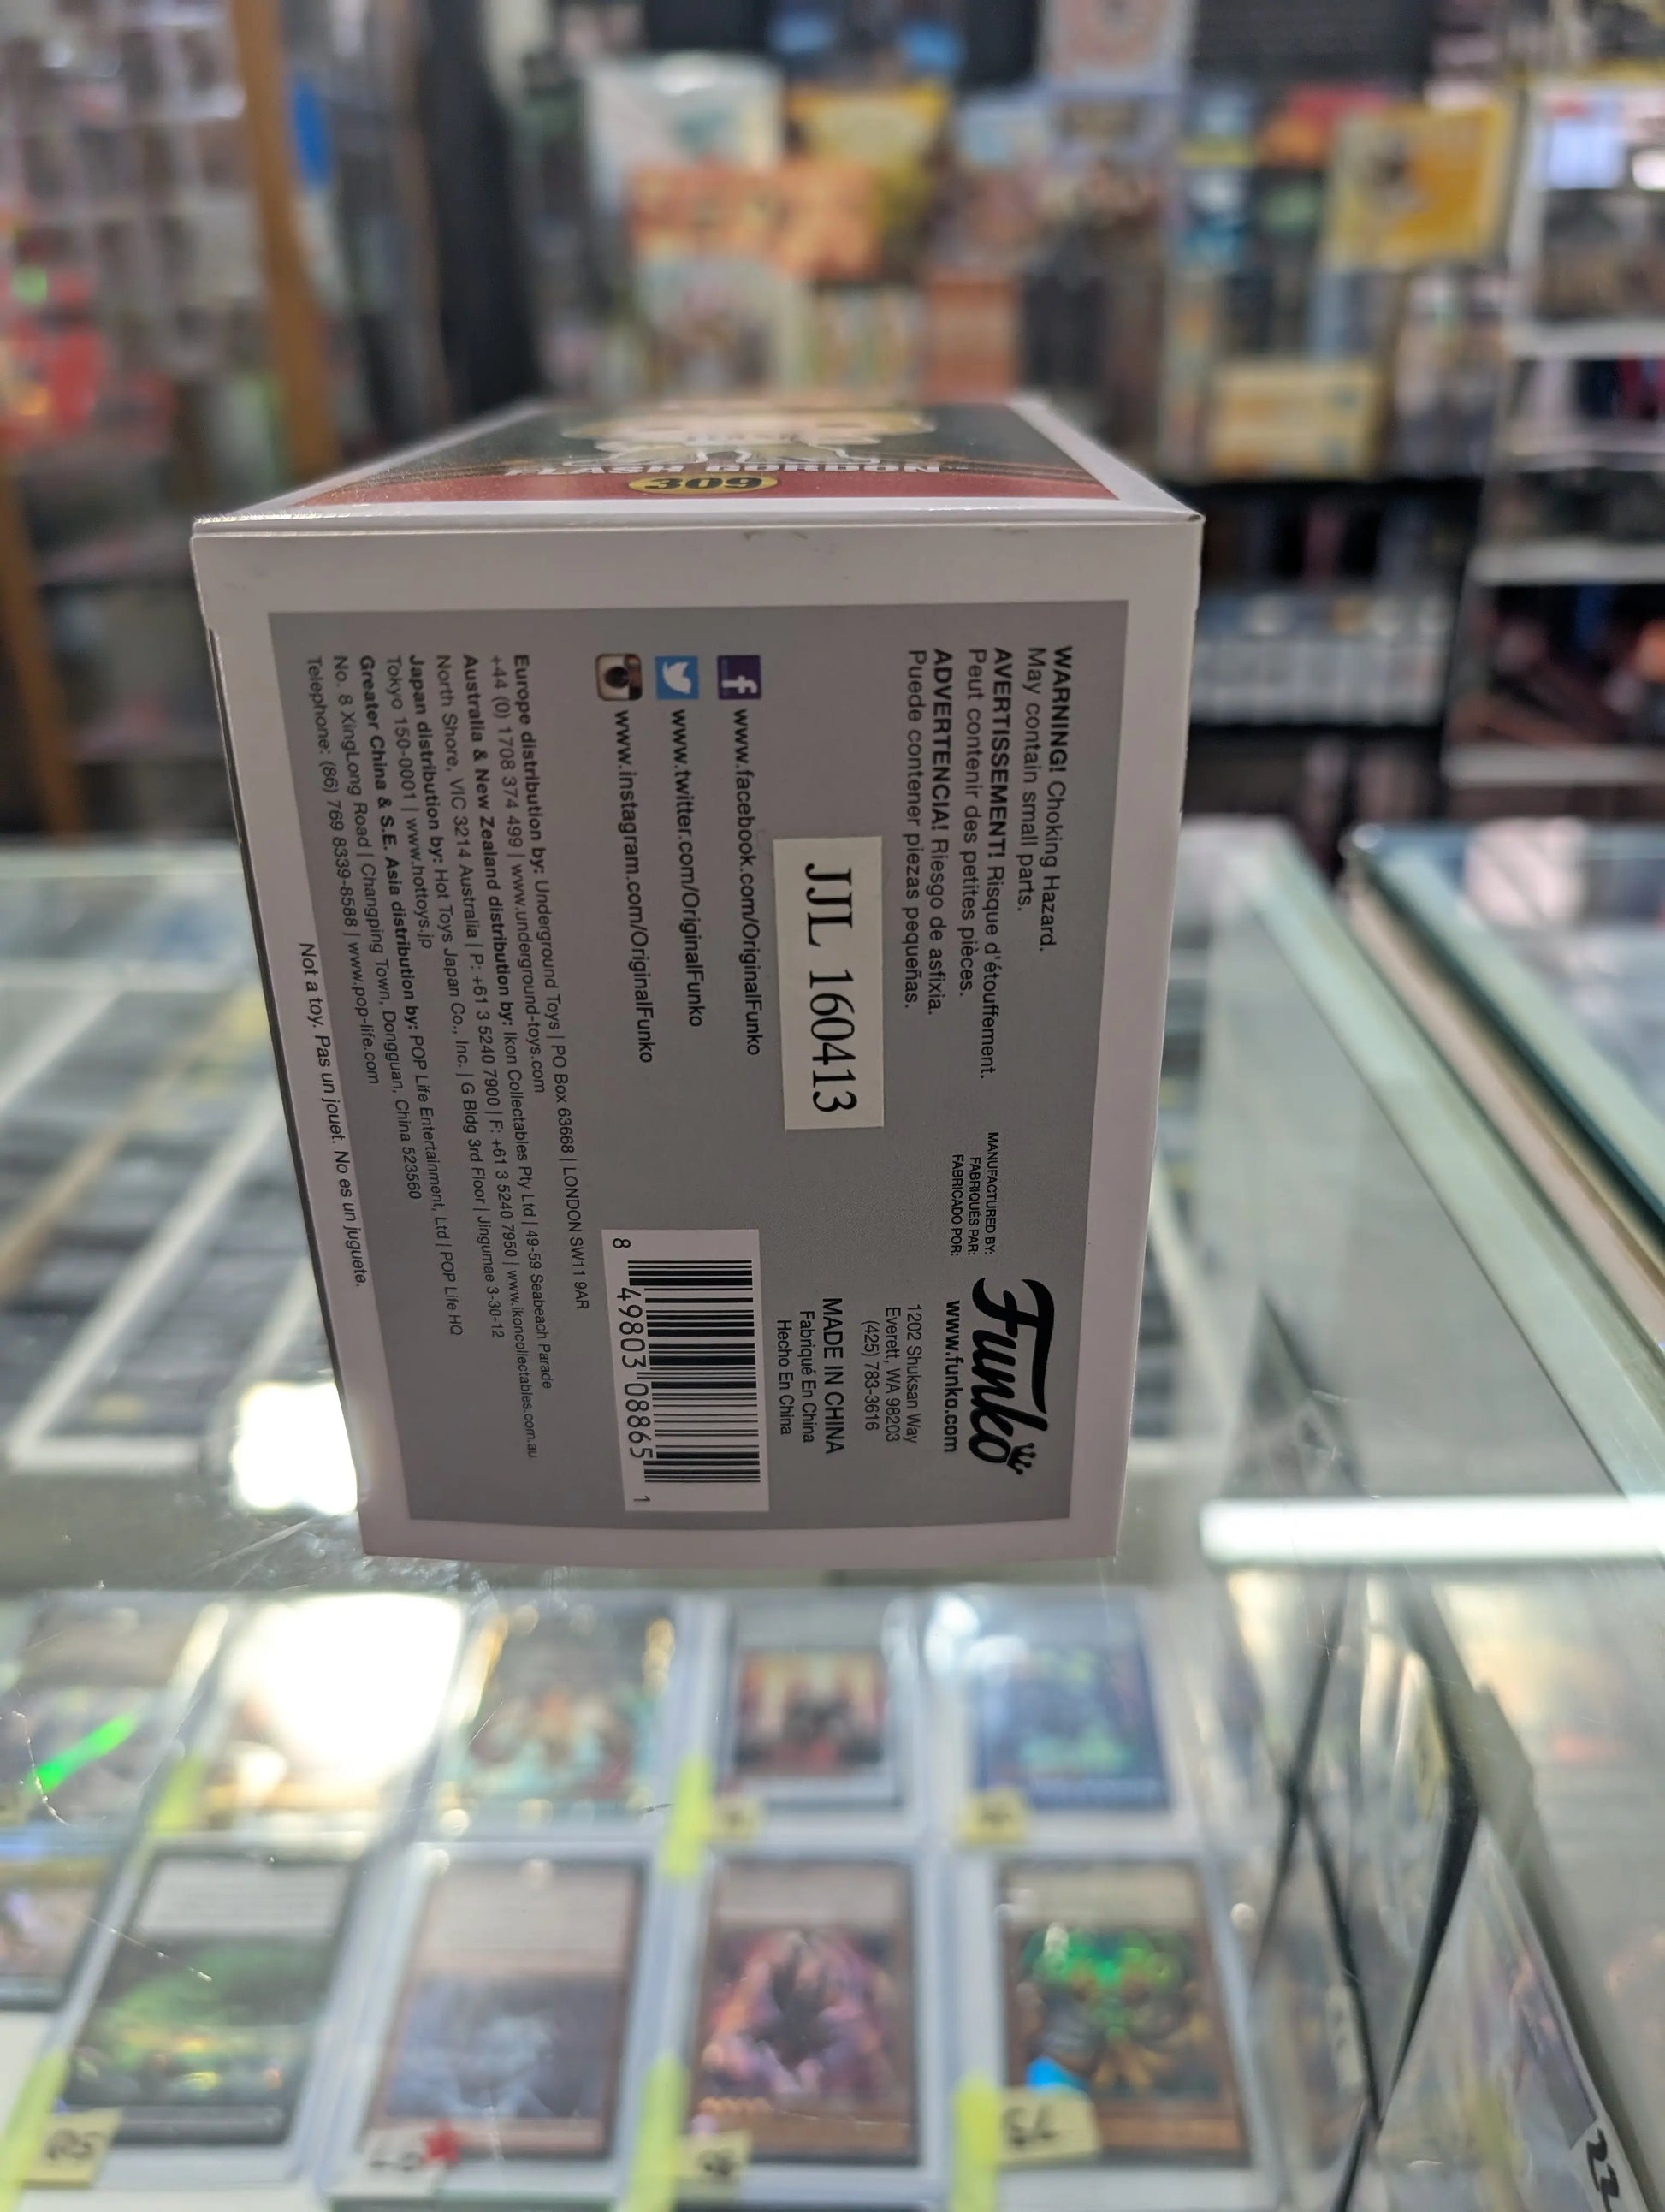 FLASH GORDON™
309
WARNING! Choking Hazard.
May contain small parts.
AVERTISSEMENT! Risque d'étouffement.
Peut contenir des petites pièces.
ADVERTENCIA! Riesgo de asfixia.
Puede contener piezas pequeñas.
MANUFACTURED BY:
FABRIQUÉS PAR:
FABRICADO POR:
Funko
www.funko.com
1202 Shuksan Way
Everett, WA 98203
(425) 783-3616
MADE IN CHINA
Fabriqué En China
Hecho En China
JJL 160413
www.facebook.com/OriginalFunko
www.twitter.com/OriginalFunko
www.instagram.com/OriginalFunko
8 49803 08865 1
Europe distribution by: Underground Toys | PO Box 63668 | LONDON SW11 9AR
+44 (0) 1708 374 499 | www.underground-toys.com
Australia & New Zealand distribution by: Ikon Collectables Pty Ltd | 49-59 Seabeach Parade
North Shore, VIC 3214 Australia | P: +61 3 5240 7900 | F: +61 3 5240 7950 | www.ikoncollectables.com.au
Japan distribution by: Hot Toys Japan Co., Inc. | G Bldg 3rd Floor | Jingumae 3-30-12
Tokyo 150-0001 | www.hottoys.jp
Greater China & S.E. Asia distribution by: POP Life Entertainment, Ltd | POP Life HQ
No. 8 XingLong Road | Changping Town, Dongguan, China 523560
Telephone: (86) 769 8339-8588 | www.pop-life.com
Not a toy. Pas un jouet. No es un juguete.